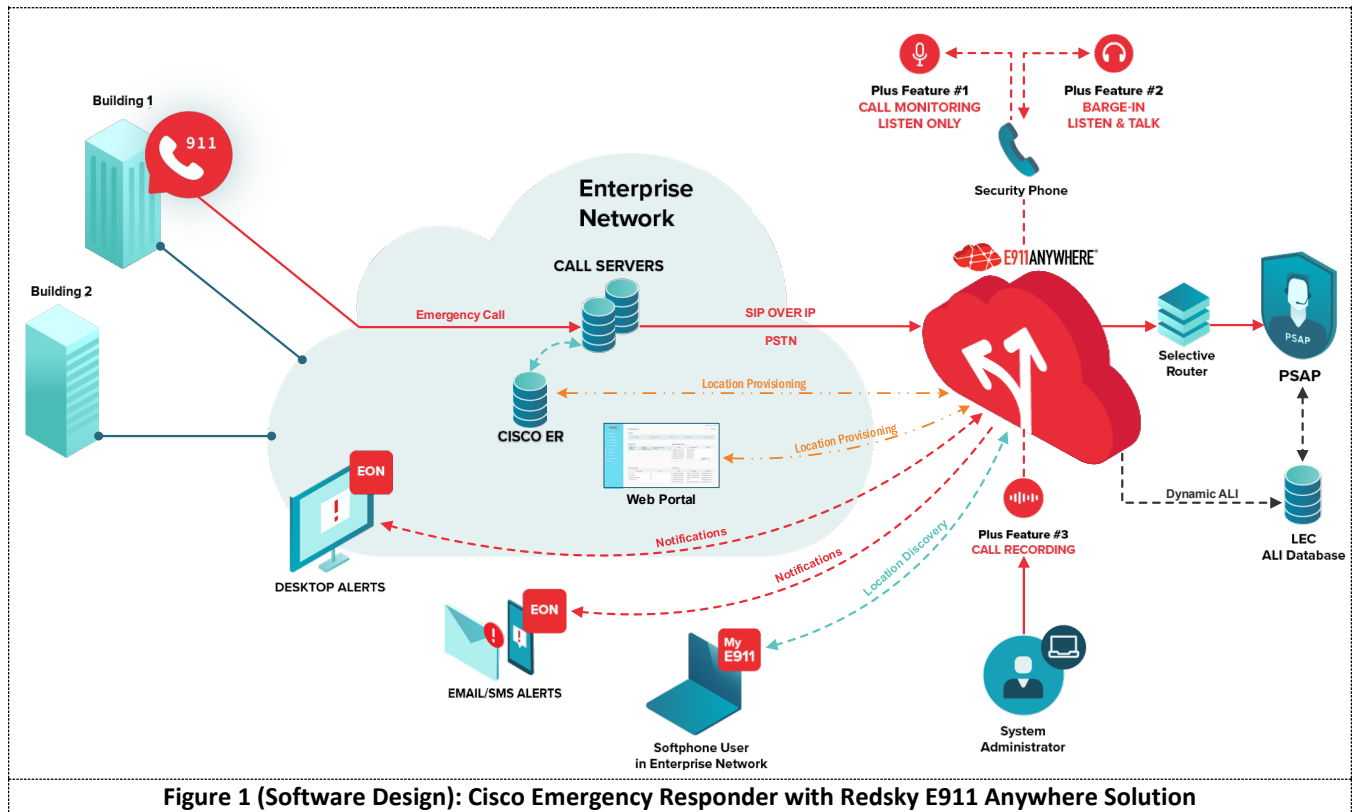 Building 1
911
Building 2
Enterprise
Network
CALL SERVERS
Emergency Call
SIP OVER IP
PSTN
CISCO ER
Location Provisioning
Location Provisioning
Web Portal
EON
DESKTOP ALERTS
Notifications
Notifications
Location Discovery
EON
EMAIL/SMS ALERTS
My
E911
Softphone User
in Enterprise Network
Plus Feature #1
CALL MONITORING
LISTEN ONLY
Plus Feature #2
BARGE-IN
LISTEN & TALK
Security Phone
E911ANYWHERE
Selective
Router
PSAP
PSAP
Dynamic ALI
LEC
ALI Database
Plus Feature #3
CALL RECORDING
System
Administrator
Figure 1 (Software Design): Cisco Emergency Responder with Redsky E911 Anywhere Solution